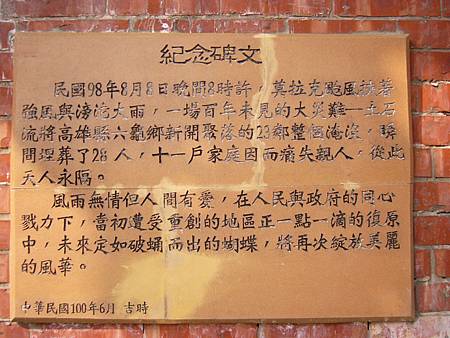 紀念碑文
民國98年8月8日晚間8時許，莫拉克颱風挾著
強風與滂沱大雨，一場百年未見的大災難─土石
流將高雄縣六龜鄉新開聚落的23鄰整個淹沒，瞬
間埋葬了28人，十一戶家庭因而痛失親人，從此
天人永隔。
風雨無情但人間有愛，在人民與政府的同心
戮力下，當初遭受重創的地區正一點一滴的復原
中，未來定如破蛹而出的蝴蝶，將再次綻放美麗
的風華。
中華民國100年6月 吉時